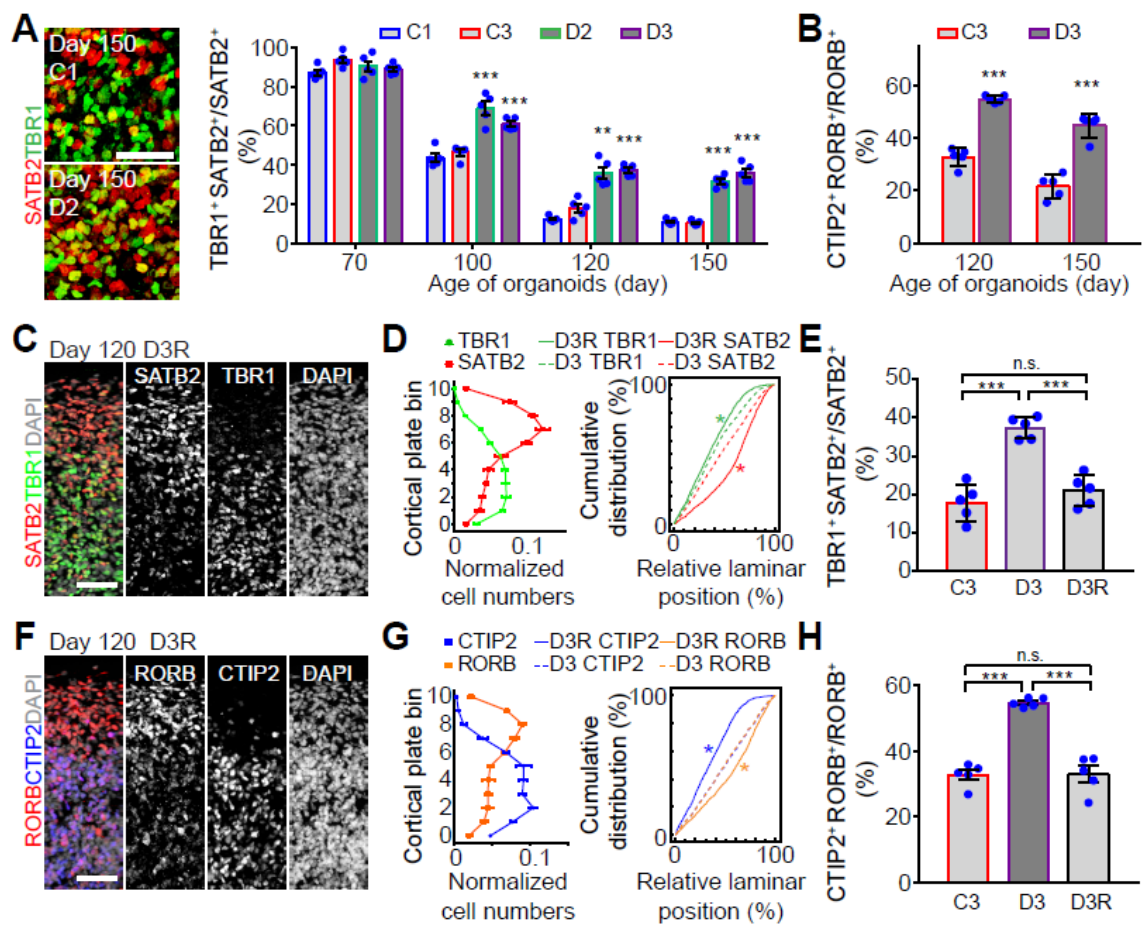 A
Day 150
C1
Day 150
D2
SATB2TBR1
C1 C3 D2 D3
TBR1⁺SATB2⁺/SATB2⁺
(%)
100
80
60
40
20
0
*** *** ** *** *** ***
70 100 120 150
Age of organoids (day)
B
C3 D3
CTIP2⁺RORB⁺/RORB⁺
(%)
60
40
20
0
*** ***
120 150
Age of organoids (day)
C
Day 120 D3R
SATB2TBR1DAPI
SATB2 TBR1 DAPI
D
TBR1 D3R TBR1 D3R SATB2
SATB2 D3 TBR1 D3 SATB2
Cortical plate bin
10
8
6
4
2
0
0 0.1
Normalized
cell numbers
Cumulative
distribution (%)
100
0
* *
0 100
Relative laminar
position (%)
E
TBR1⁺SATB2⁺/SATB2⁺
(%)
50
40
30
20
10
0
n.s.
*** ***
C3 D3 D3R
F
Day 120 D3R
RORBCTIP2DAPI
RORB CTIP2 DAPI
G
CTIP2 D3R CTIP2 D3R RORB
RORB D3 CTIP2 D3 RORB
Cortical plate bin
10
8
6
4
2
0
0 0.1
Normalized
cell numbers
Cumulative
distribution (%)
100
0
* *
0 100
Relative laminar
position (%)
H
CTIP2⁺RORB⁺/RORB⁺
(%)
60
40
20
0
n.s.
*** ***
C3 D3 D3R